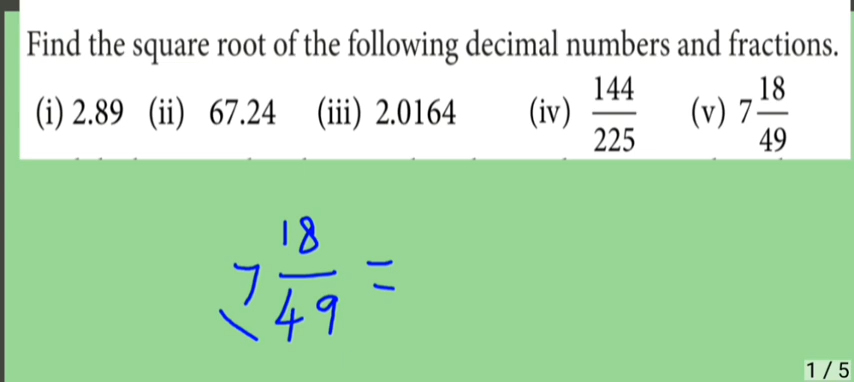 Find the square root of the following decimal numbers and fractions.
(i) 2.89 (ii) 67.24 (iii) 2.0164 (iv) 144/225 (v) 7 18/49
7 18/49 =
1 / 5